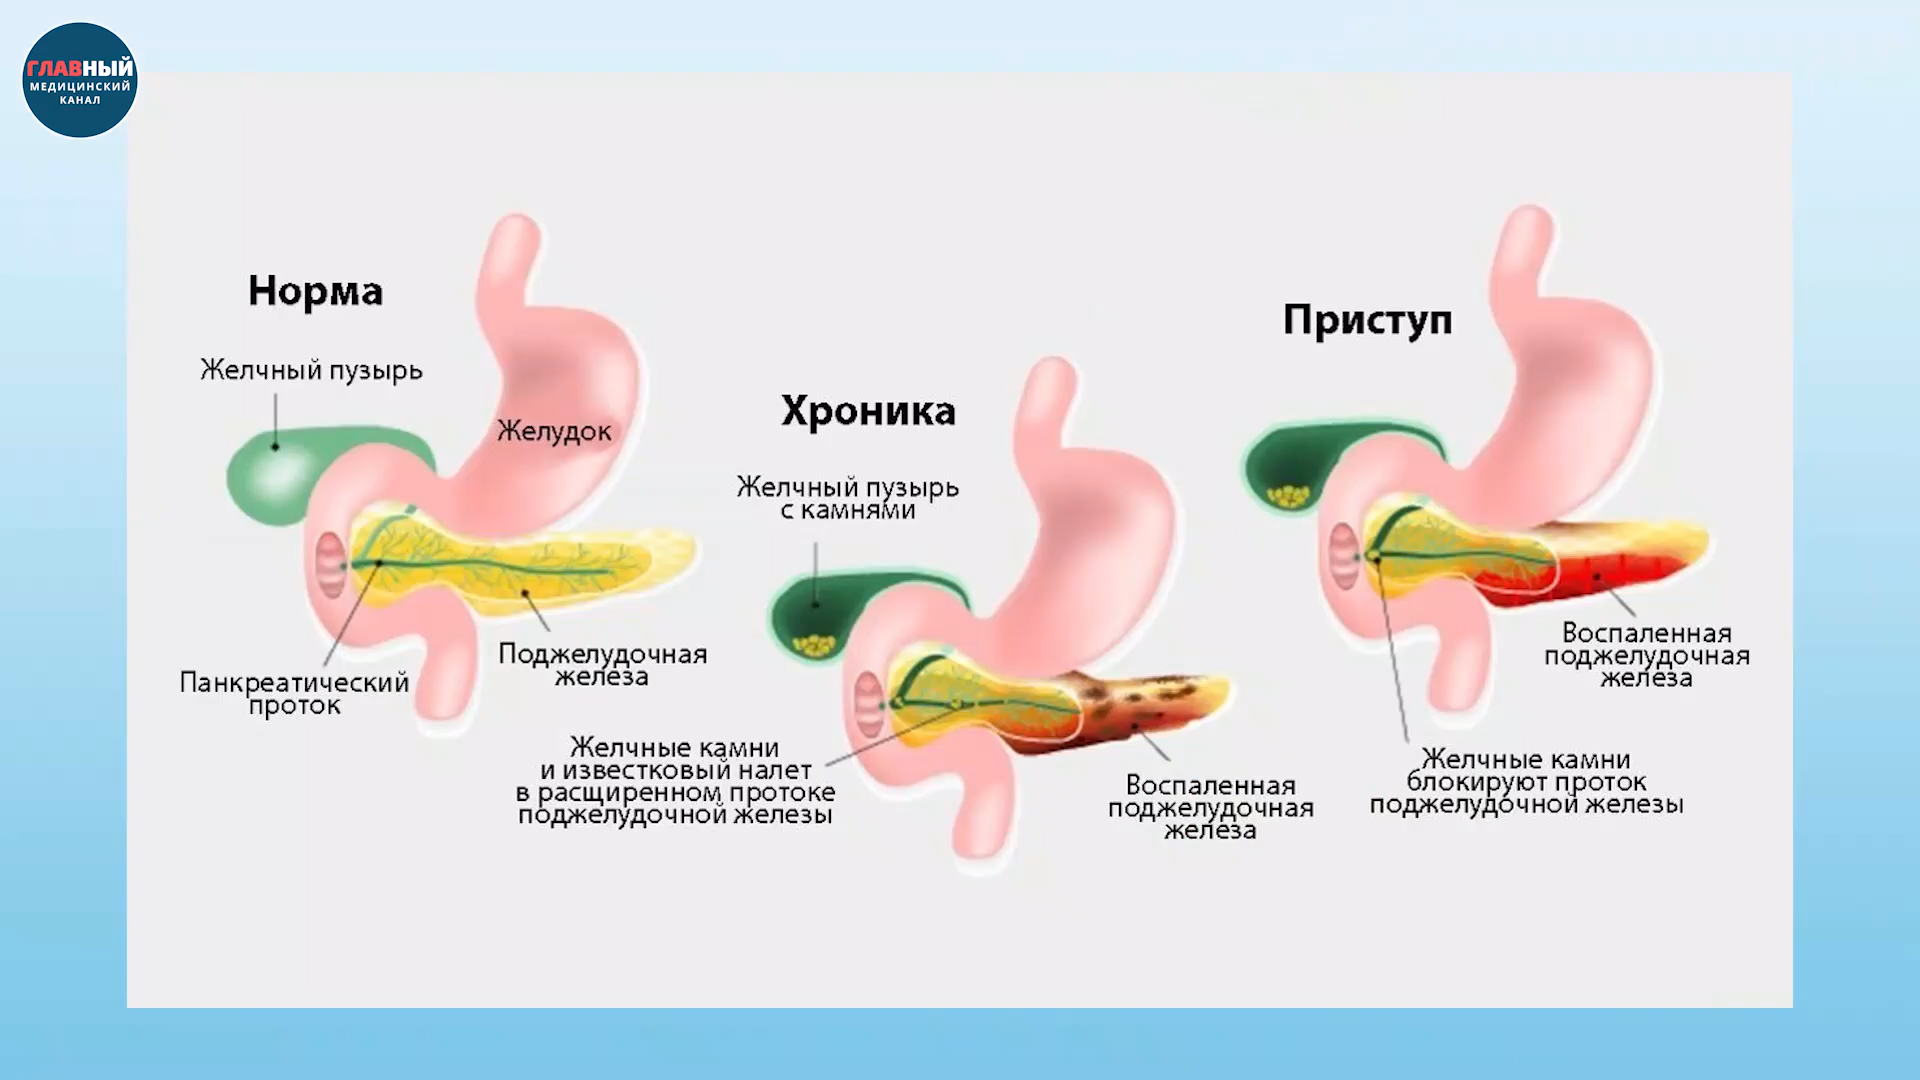 ГЛАВНЫЙ
МЕДИЦИНСКИЙ
КАНАЛ
Норма
Желчный пузырь
Желудок
Панкреатический
проток
Поджелудочная
железа
Хроника
Желчный пузырь
с камнями
Желчные камни
и известковый налет
в расщиренном протоке
поджелудочной железы
Воспаленная
поджелудочная
железа
Приступ
Воспаленная
поджелудочная
железа
Желчные камни
блокируют проток
поджелудочной железы